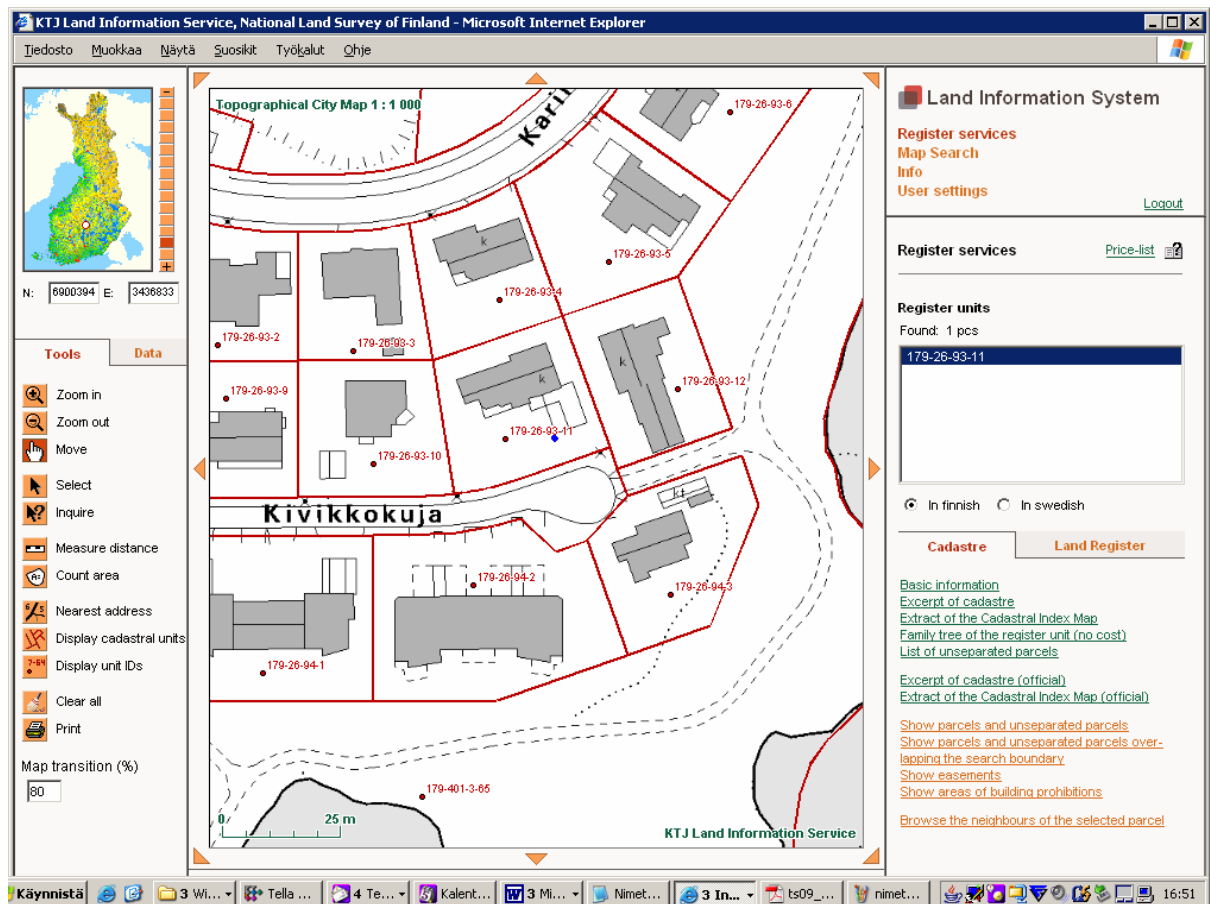 KTJ Land Information Service, National Land Survey of Finland - Microsoft Internet Explorer
Tiedosto Muokkaa Näytä Suosikit Työkalut Ohje
N: 6900394 E: 3436833
Tools Data
Zoom in
Zoom out
Move
Select
Inquire
Measure distance
Count area
Nearest address
Display cadastral units
Display unit IDs
Clear all
Print
Map transition (%)
80
Topographical City Map 1 : 1 000
179-26-93-6
179-26-93-5
k
179-26-93-4
179-26-93-2
179-26-93-3
k
k
179-26-93-12
179-26-93-9
179-26-93-11
179-26-93-10
Kivikkokuja
kt
179-26-94-2
179-26-94-3
179-26-94-1
179-401-3-65
0 25 m
KTJ Land Information Service
Land Information System
Register services
Map Search
Info
User settings
Logout
Register services Price-list
Register units
Found: 1 pcs
179-26-93-11
In finnish In swedish
Cadastre Land Register
Basic information
Excerpt of cadastre
Extract of the Cadastral Index Map
Family tree of the register unit (no cost)
List of unseparated parcels
Excerpt of cadastre (official)
Extract of the Cadastral Index Map (official)
Show parcels and unseparated parcels
Show parcels and unseparated parcels over-
lapping the search boundary
Show easements
Show areas of building prohibitions
Browse the neighbours of the selected parcel
Käynnistä 3 Wi... Tella ... 4 Te... Kalent... 3 Mi... Nimet... 3 In... ts09_... nimet... 16:51